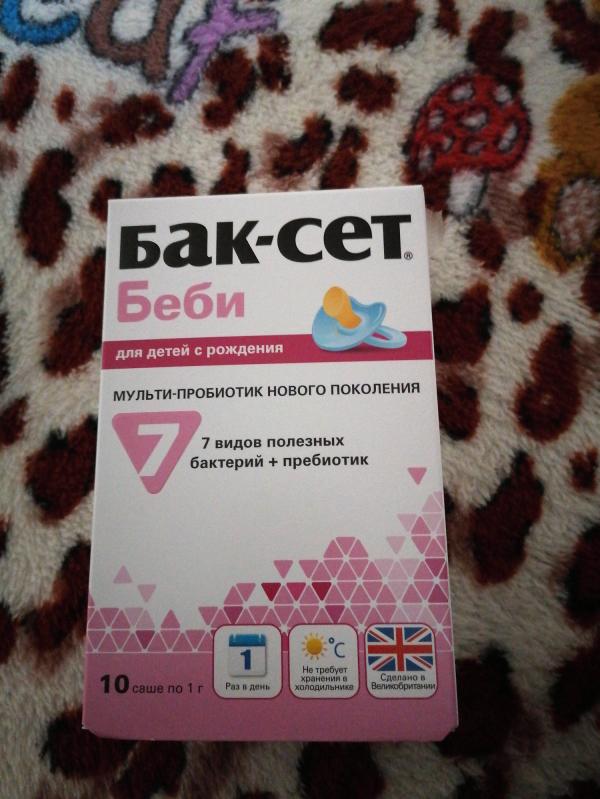 Бак-сет®
Беби
для детей с рождения
МУЛЬТИ-ПРОБИОТИК НОВОГО ПОКОЛЕНИЯ
7
7 видов полезных
бактерий + пребиотик
10 саше по 1 г
1
Раз в день
°C
Не требует
хранения в
холодильнике
Сделано в
Великобритании